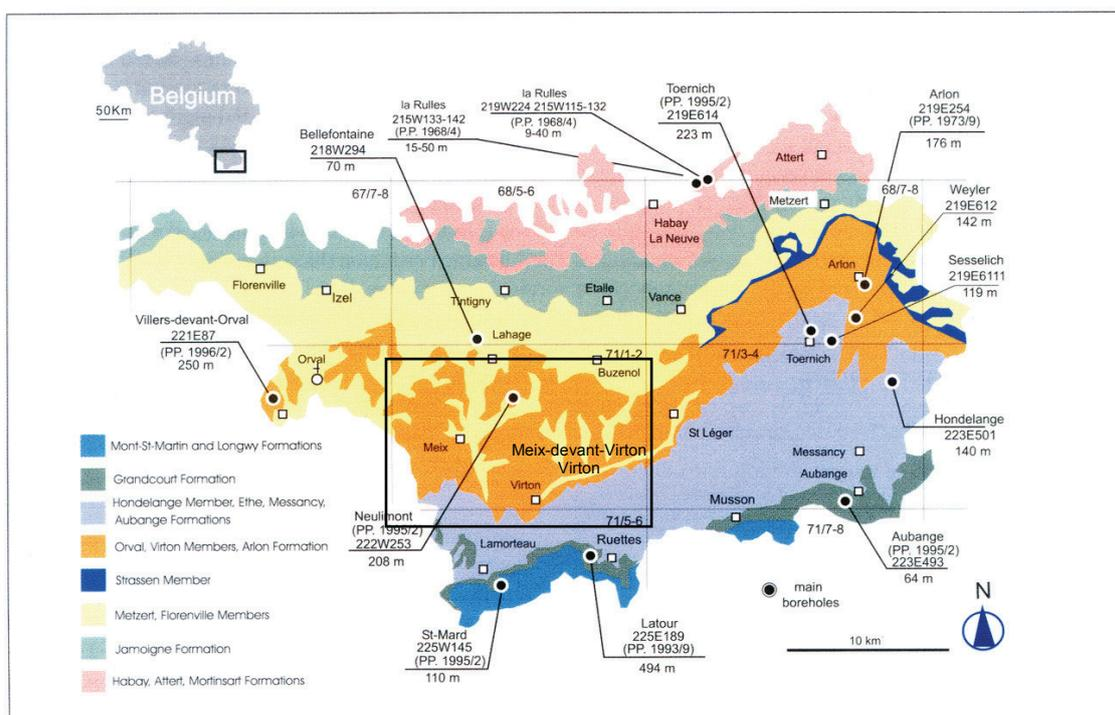 Belgium
50Km
la Rulles
215W133-142
(P.P. 1968/4)
15-50 m
la Rulles
219W224 215W115-132
(P.P. 1968/4)
9-40 m
Toernich
(PP. 1995/2)
219E614
223 m
Arlon
219E254
(PP. 1973/9)
176 m
Bellefontaine
218W294
70 m
Attert
67/7-8
68/5-6
68/7-8
Weyler
219E612
142 m
Metzert
Habay
La Neuve
Sesselich
219E6111
119 m
Arlon
Florenville
Izel
Tintigny
Etalle
Vance
Villers-devant-Orval
221E87
(PP. 1996/2)
250 m
Lahage
Orval
71/1-2
Buzenol
71/3-4
Toernich
Hondelange
223E501
140 m
St Léger
Meix
Meix-devant-Virton
Virton
Messancy
Aubange
Virton
Musson
Mont-St-Martin and Longwy Formations
Grandcourt Formation
Hondelange Member, Ethe, Messancy,
Aubange Formations
Orval, Virton Members, Arlon Formation
Strassen Member
Metzert, Florenville Members
Jamoigne Formation
Habay, Attert, Mortinsart Formations
Neulimont
(PP. 1995/2)
222W253
208 m
71/5-6
71/7-8
Lamorteau
Ruettes
Aubange
(PP. 1995/2)
223E493
64 m
main
boreholes
N
St-Mard
225W145
(PP. 1995/2)
110 m
Latour
225E189
(PP. 1993/9)
494 m
10 km